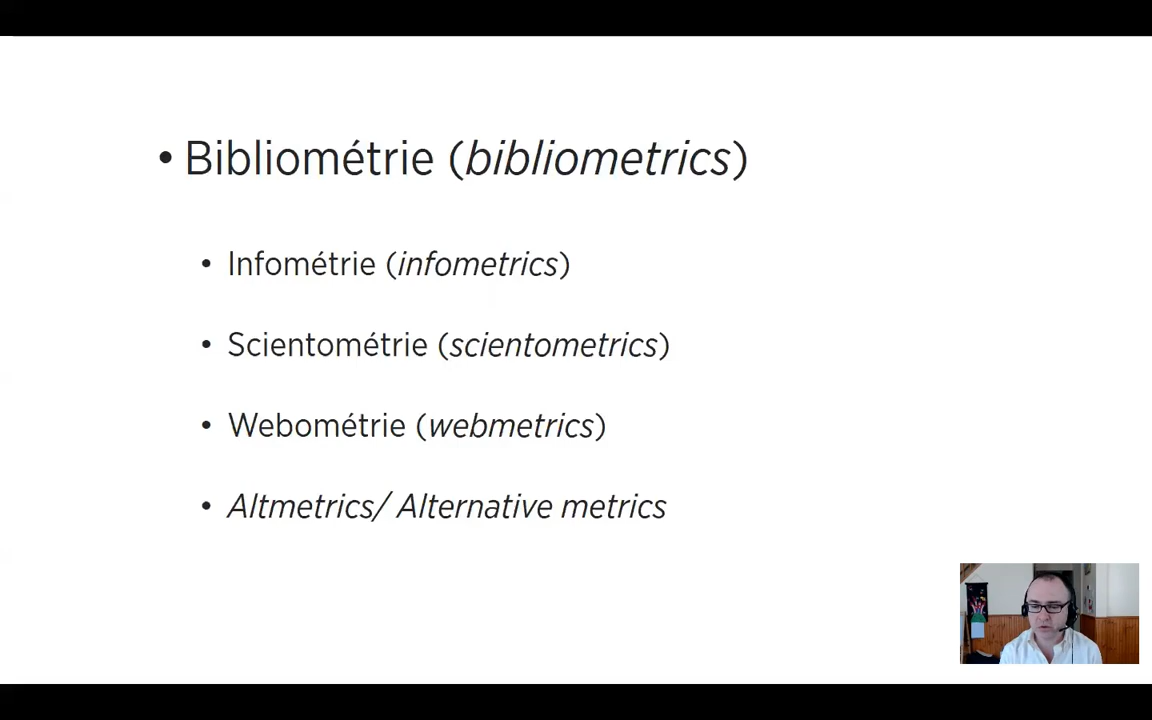 • Bibliométrie (bibliometrics)
• Infométrie (infometrics)
• Scientométrie (scientometrics)
• Webométrie (webmetrics)
• Altmetrics/ Alternative metrics